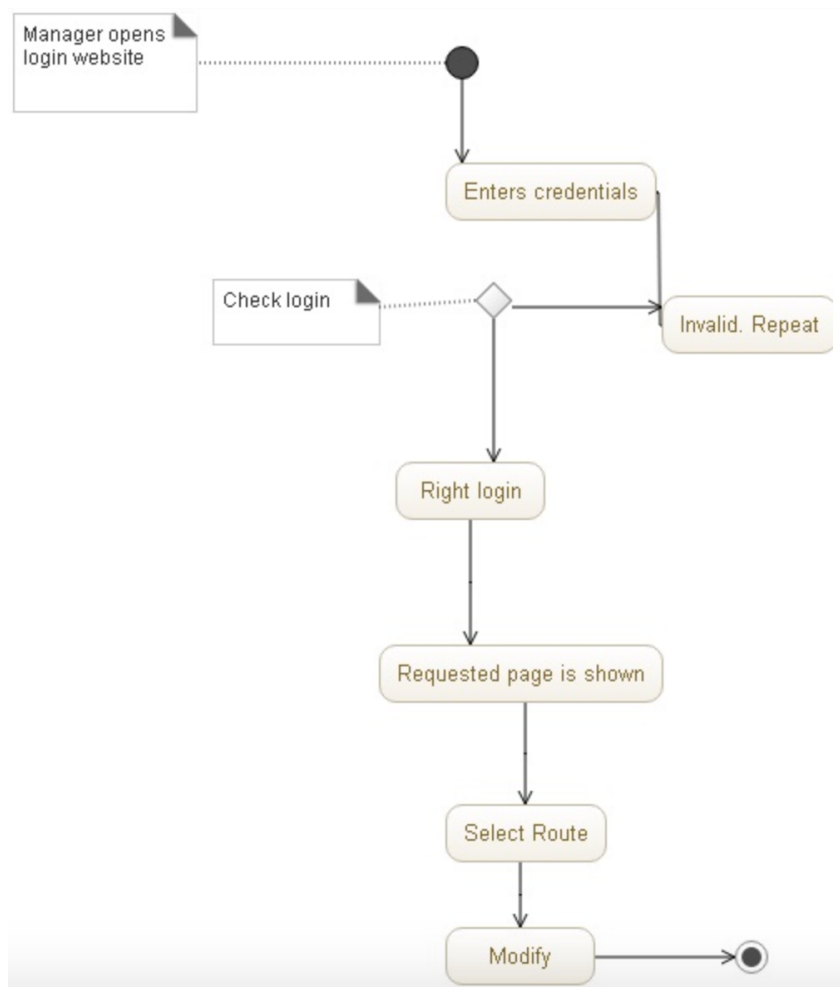 Manager opens
login website
Enters credentials
Check login
Invalid. Repeat
Right login
Requested page is shown
Select Route
Modify